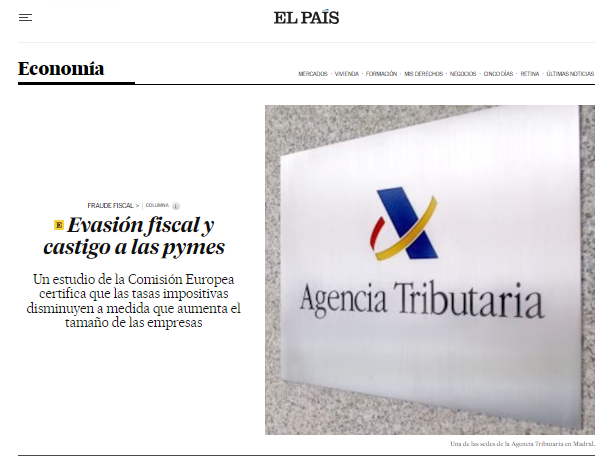 EL PAÍS
Economía
MERCADOS · VIVIENDA · FORMACIÓN · MIS DERECHOS · NEGOCIOS · CINCO DÍAS · RETINA · ÚLTIMAS NOTICIAS
FRAUDE FISCAL > | COLUMNA i
E Evasión fiscal y
castigo a las pymes
Un estudio de la Comisión Europea
certifica que las tasas impositivas
disminuyen a medida que aumenta el
tamaño de las empresas
Agencia Tributaria
Una de las sedes de la Agencia Tributaria en Madrid.